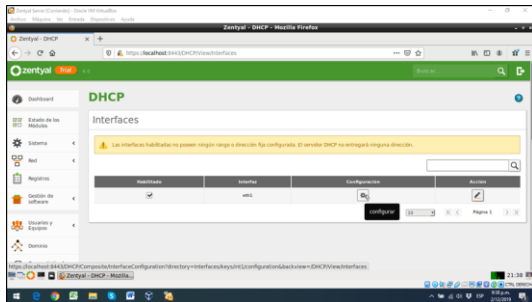 Zentyal - DHCP - Mozilla Firefox
Zentyal - DHCP
https://localhost:8443/DHCP/View/Interfaces
zentyal
Trial
Buscar...
Dashboard
Estado de los Módulos
Sistema
Red
Registros
Gestión de software
Usuarios y Equipos
Dominio
DHCP
Interfaces
Las interfaces habilitadas no poseen ningún rango o dirección fija configurada. El servidor DHCP no entregará ninguna dirección.
Habilitado
Interfaz
Configuración
Acción
eth1
configurar
10
Página 1
Zentyal - DHCP - Mozilla...
21:38